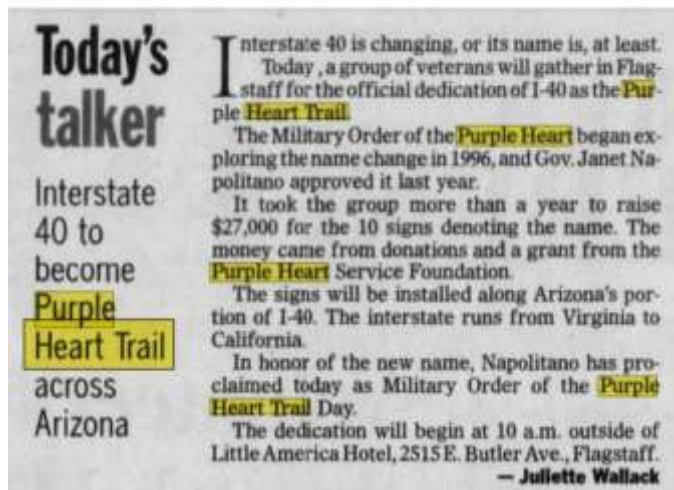 Today's
talker
Interstate
40 to
become
Purple
Heart Trail
across
Arizona
Interstate 40 is changing, or its name is, at least.
Today , a group of veterans will gather in Flag-
staff for the official dedication of I-40 as the Pur-
ple Heart Trail.
The Military Order of the Purple Heart began ex-
ploring the name change in 1996, and Gov. Janet Na-
politano approved it last year.
It took the group more than a year to raise
$27,000 for the 10 signs denoting the name. The
money came from donations and a grant from the
Purple Heart Service Foundation.
The signs will be installed along Arizona's por-
tion of I-40. The interstate runs from Virginia to
California.
In honor of the new name, Napolitano has pro-
claimed today as Military Order of the Purple
Heart Trail Day.
The dedication will begin at 10 a.m. outside of
Little America Hotel, 2515 E. Butler Ave., Flagstaff.
— Juliette Wallack